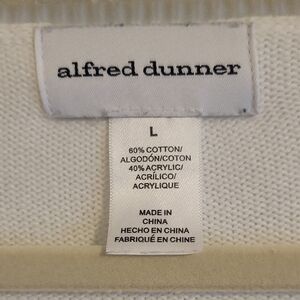 alfred dunner
L
60% COTTON/
ALGODÓN/COTON
40% ACRYLIC/
ACRÍLICO/
ACRYLIQUE
MADE IN
CHINA
HECHO EN CHINA
FABRIQUÉ EN CHINE